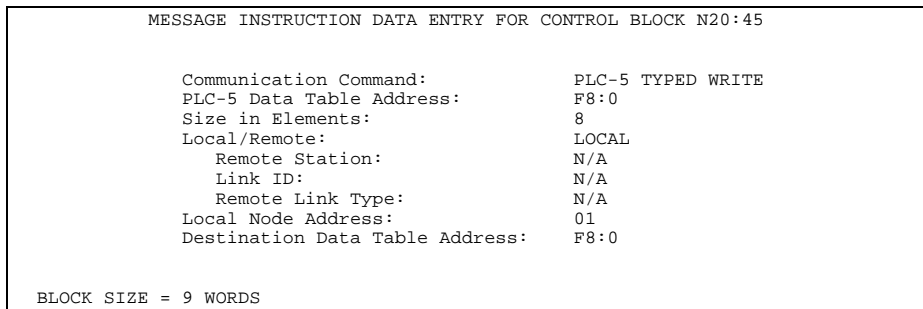 MESSAGE INSTRUCTION DATA ENTRY FOR CONTROL BLOCK N20:45
Communication Command: PLC-5 TYPED WRITE
PLC-5 Data Table Address: F8:0
Size in Elements: 8
Local/Remote: LOCAL
Remote Station: N/A
Link ID: N/A
Remote Link Type: N/A
Local Node Address: 01
Destination Data Table Address: F8:0
BLOCK SIZE = 9 WORDS